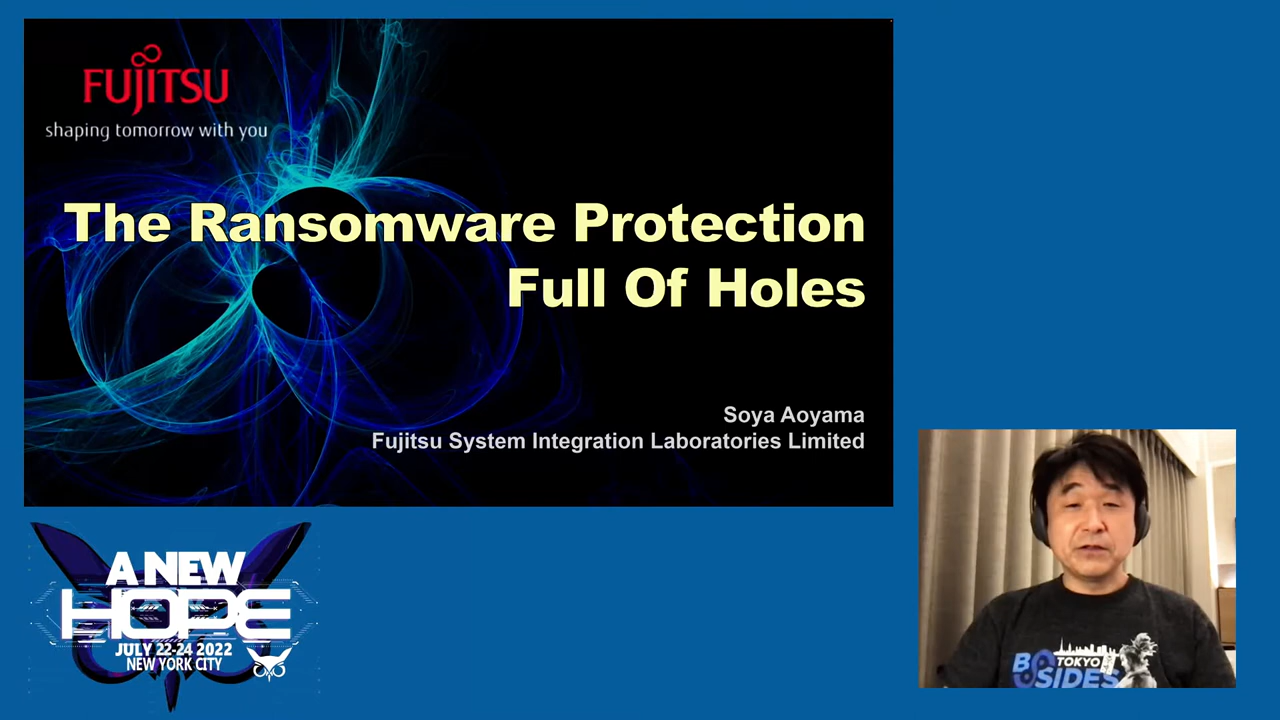 FUJITSU
shaping tomorrow with you
The Ransomware Protection
Full Of Holes
Soya Aoyama
Fujitsu System Integration Laboratories Limited
A NEW
HOPE
JULY 22-24 2022
NEW YORK CITY
TOKYO
BSIDES